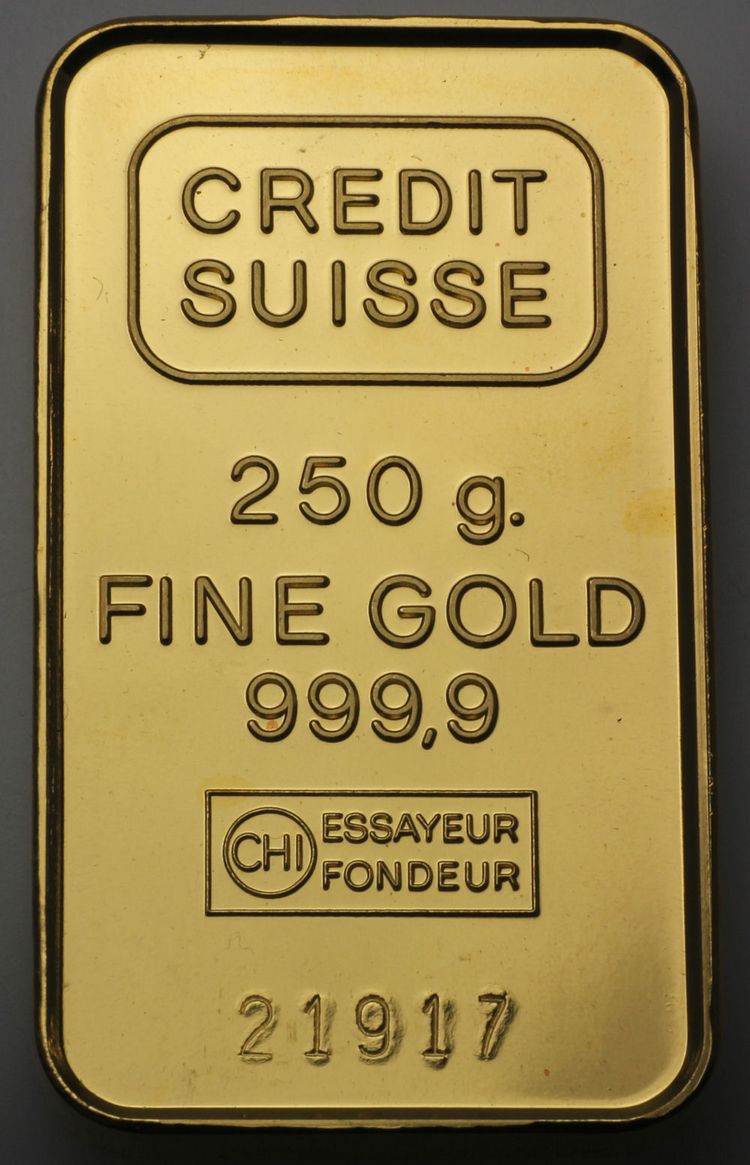 CREDIT
SUISSE
250 g.
FINE GOLD
999,9
CHI ESSAYEUR
FONDEUR
21917